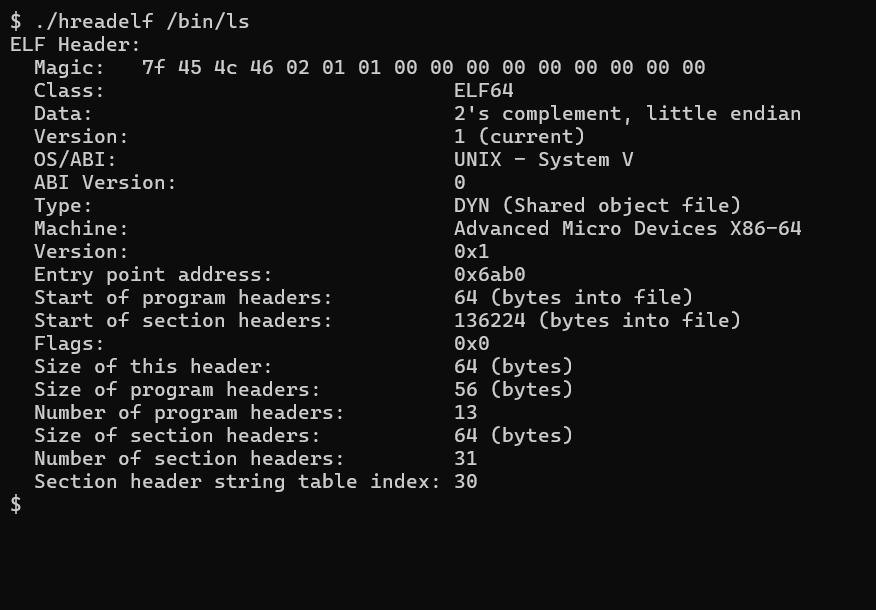 $ ./hreadelf /bin/ls
ELF Header:
  Magic:   7f 45 4c 46 02 01 01 00 00 00 00 00 00 00 00 00
  Class:                             ELF64
  Data:                              2's complement, little endian
  Version:                           1 (current)
  OS/ABI:                            UNIX - System V
  ABI Version:                       0
  Type:                              DYN (Shared object file)
  Machine:                           Advanced Micro Devices X86-64
  Version:                           0x1
  Entry point address:               0x6ab0
  Start of program headers:          64 (bytes into file)
  Start of section headers:          136224 (bytes into file)
  Flags:                             0x0
  Size of this header:               64 (bytes)
  Size of program headers:           56 (bytes)
  Number of program headers:         13
  Size of section headers:           64 (bytes)
  Number of section headers:         31
  Section header string table index: 30
$